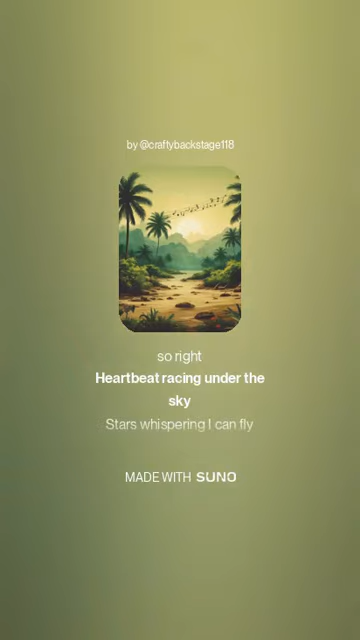 by @craftybackstage118
so right
Heartbeat racing under the
sky
Stars whispering I can fly
MADE WITH SUNO